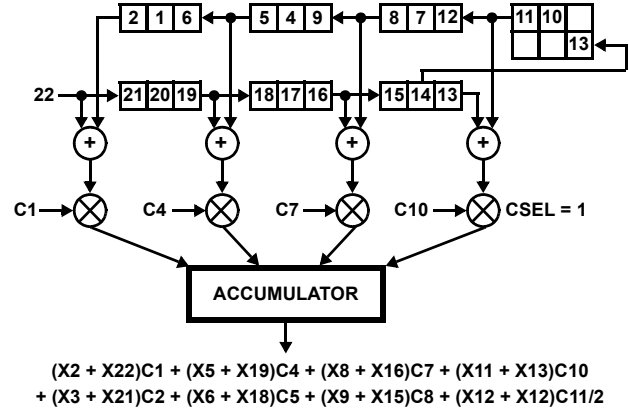 2 1 6 5 4 9 8 7 12 11 10
13
22 21 20 19 18 17 16 15 14 13
+ + + +
C1 C4 C7 C10 CSEL = 1
ACCUMULATOR
(X2 + X22)C1 + (X5 + X19)C4 + (X8 + X16)C7 + (X11 + X13)C10
+ (X3 + X21)C2 + (X6 + X18)C5 + (X9 + X15)C8 + (X12 + X12)C11/2